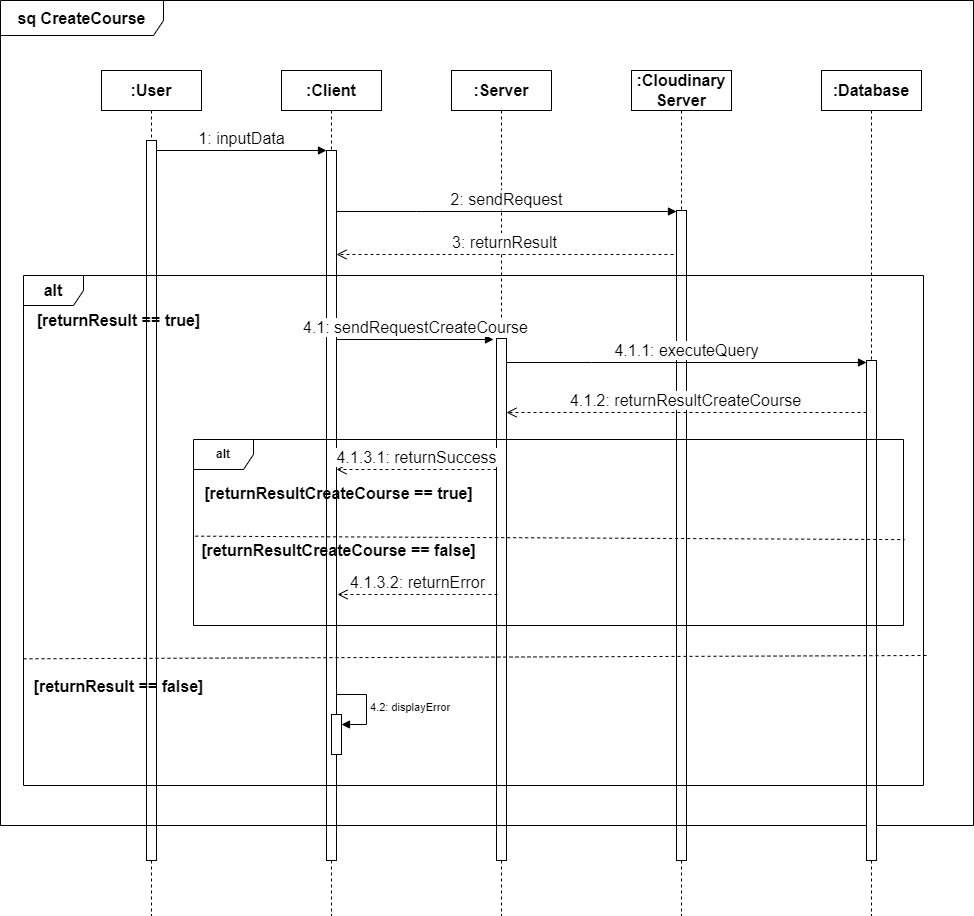 sq CreateCourse
:User
:Client
:Server
:Cloudinary
Server
:Database
1: inputData
2: sendRequest
3: returnResult
alt
[returnResult == true]
4.1: sendRequestCreateCourse
4.1.1: executeQuery
4.1.2: returnResultCreateCourse
alt
4.1.3.1: returnSuccess
[returnResultCreateCourse == true]
[returnResultCreateCourse == false]
4.1.3.2: returnError
[returnResult == false]
4.2: displayError